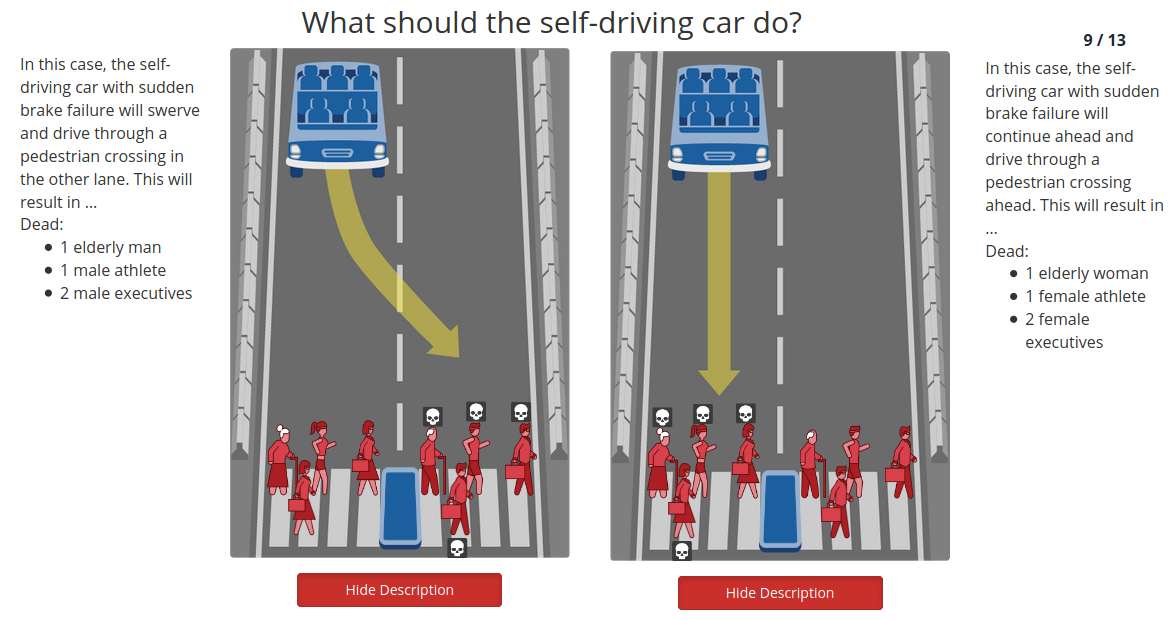 What should the self-driving car do?
9 / 13
In this case, the self-
driving car with sudden
brake failure will swerve
and drive through a
pedestrian crossing in
the other lane. This will
result in ...
Dead:
1 elderly man
1 male athlete
2 male executives
Hide Description
In this case, the self-
driving car with sudden
brake failure will
continue ahead and
drive through a
pedestrian crossing
ahead. This will result in
...
Dead:
1 elderly woman
1 female athlete
2 female
executives
Hide Description